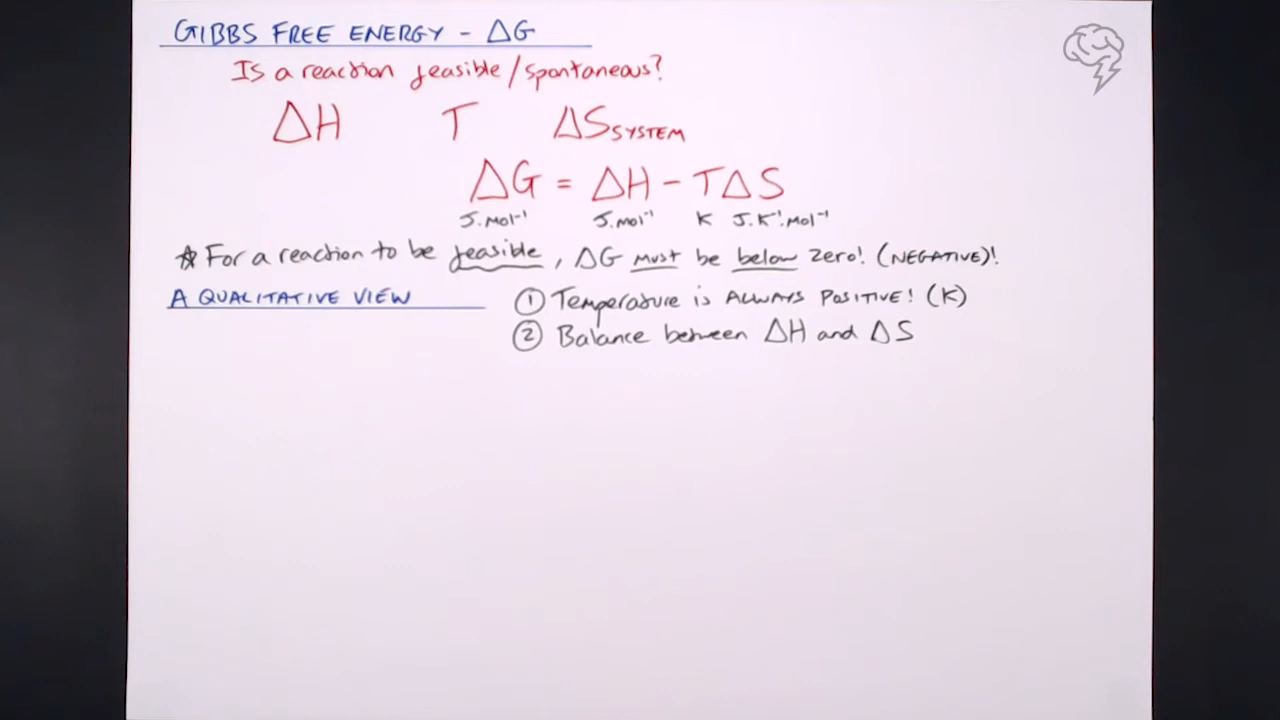 GIBBS FREE ENERGY - ΔG
Is a reaction feasible/spontaneous?
ΔH T ΔS SYSTEM
ΔG = ΔH - TΔS
J.mol⁻¹ J.mol⁻¹ K J.K⁻¹.mol⁻¹
☆ For a reaction to be feasible, ΔG must be below zero! (NEGATIVE)!
A QUALITATIVE VIEW
① Temperature is ALWAYS POSITIVE! (K)
② Balance between ΔH and ΔS